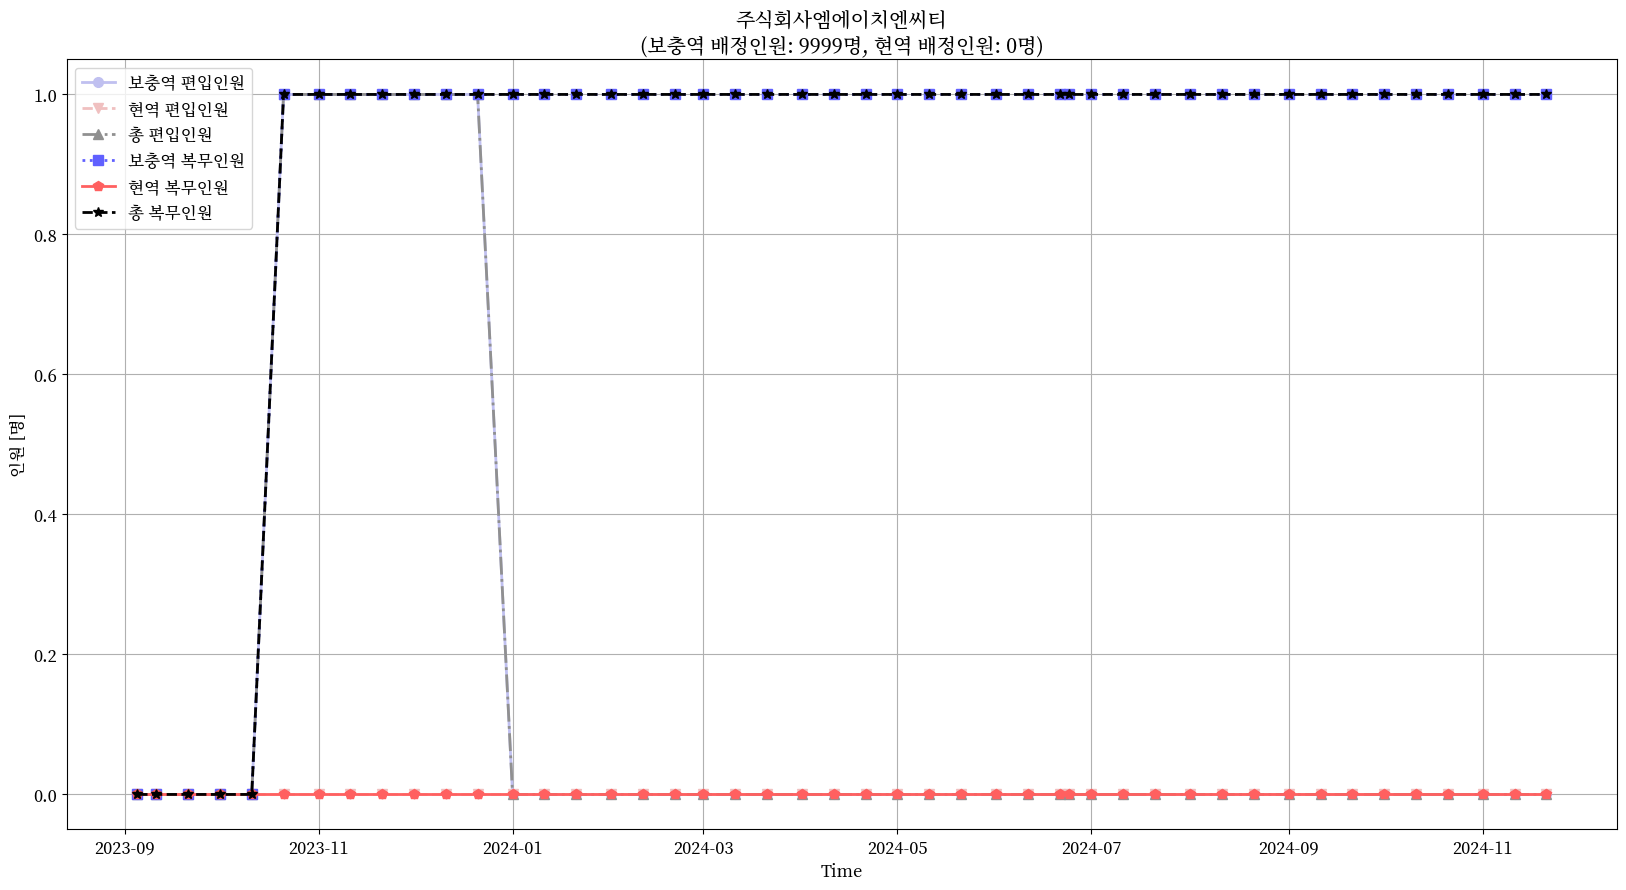 주식회사엠에이치엔씨티
(보충역 배정인원: 9999명, 현역 배정인원: 0명)
보충역 편입인원
현역 편입인원
총 편입인원
보충역 복무인원
현역 복무인원
총 복무인원
1.0
0.8
0.6
0.4
0.2
0.0
인원 [명]
2023-09
2023-11
2024-01
2024-03
2024-05
2024-07
2024-09
2024-11
Time